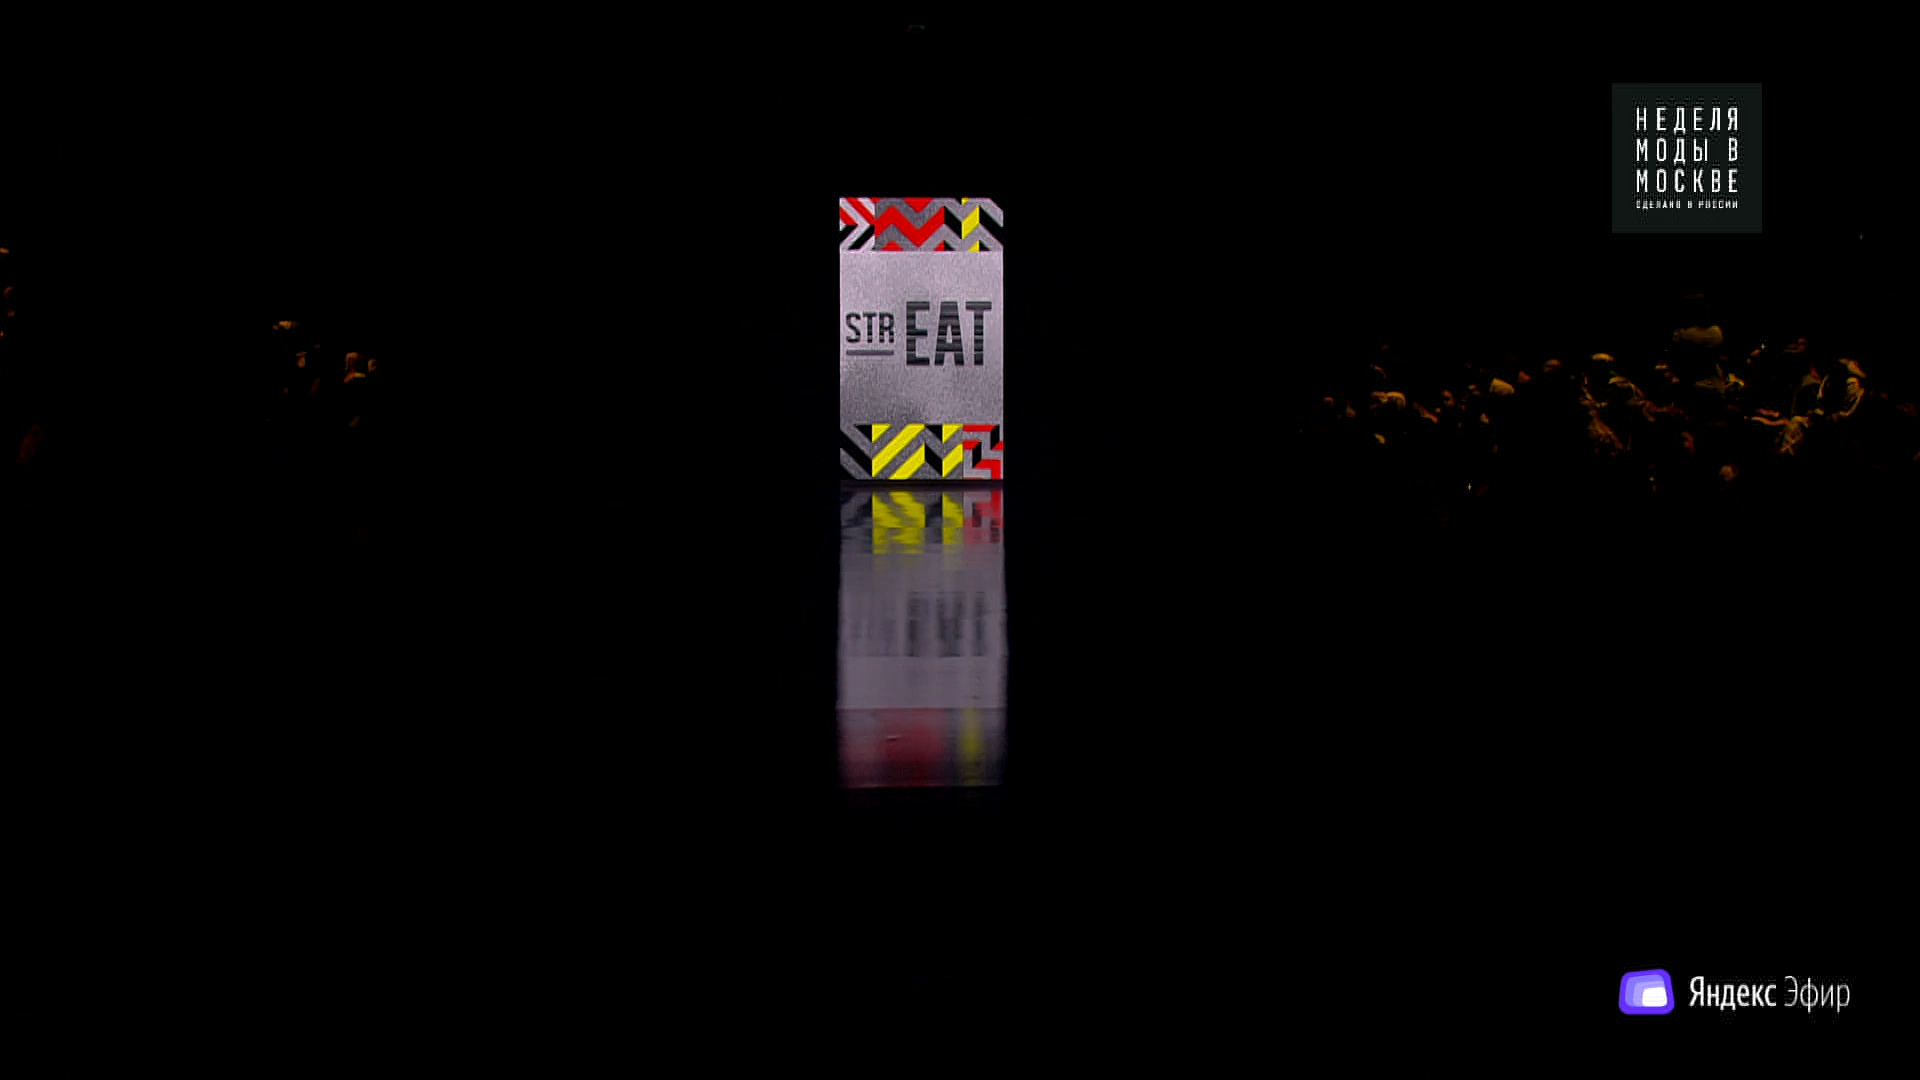 НЕДЕЛЯ
МОДЫ В
МОСКВЕ
СДЕЛАНО В РОССИИ
STR EAT
Яндекс Эфир